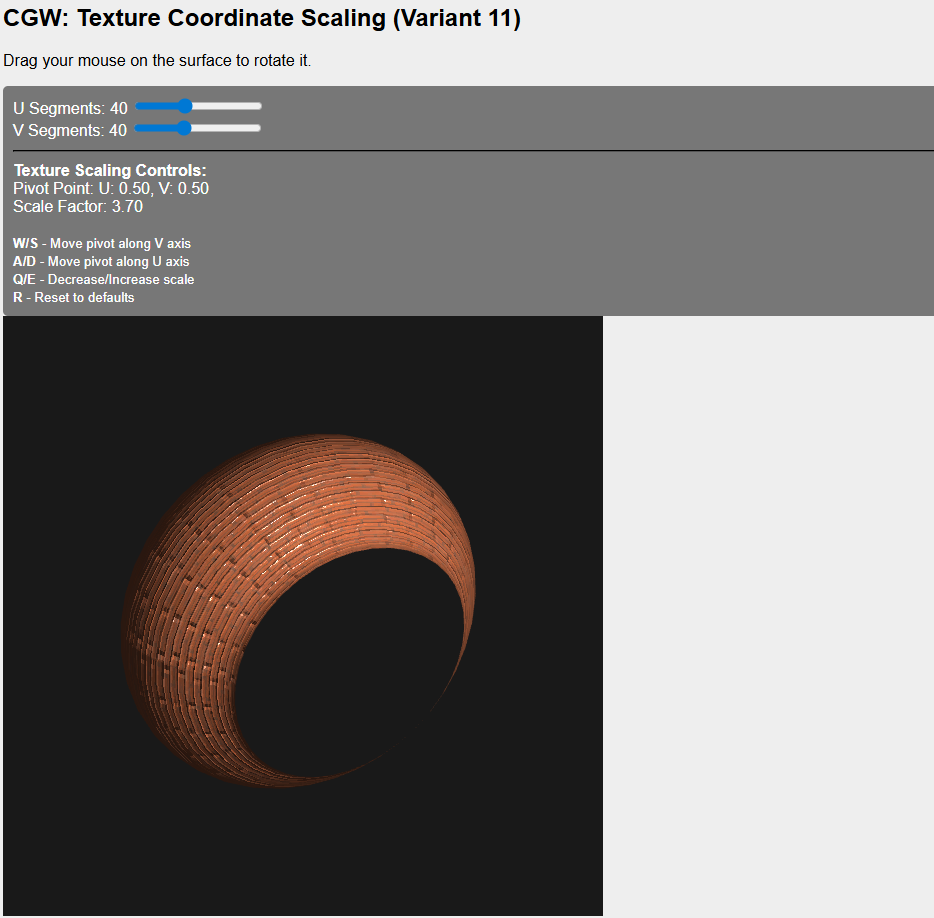 CGW: Texture Coordinate Scaling (Variant 11)
Drag your mouse on the surface to rotate it.
U Segments: 40
V Segments: 40
Texture Scaling Controls:
Pivot Point: U: 0.50, V: 0.50
Scale Factor: 3.70
W/S - Move pivot along V axis
A/D - Move pivot along U axis
Q/E - Decrease/Increase scale
R - Reset to defaults